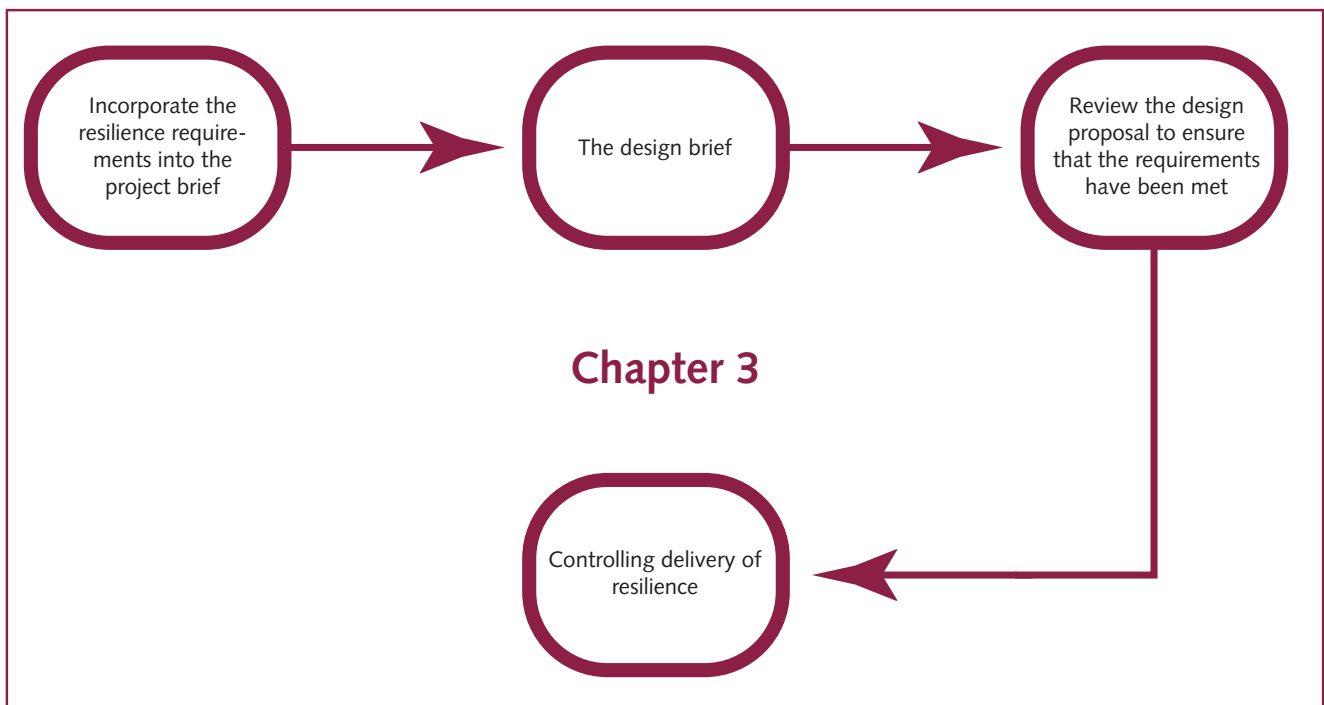 Incorporate the
resilience require-
ments into the
project brief
The design brief
Review the design
proposal to ensure
that the requirements
have been met
Chapter 3
Controlling delivery of
resilience